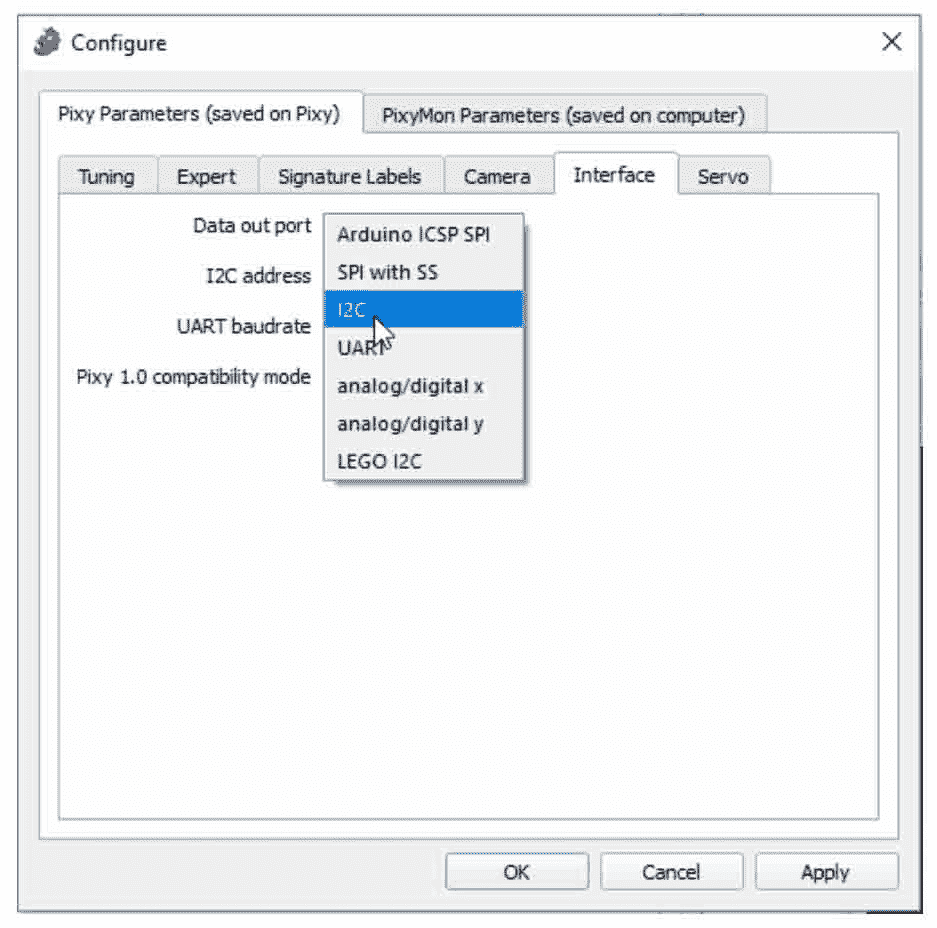 Configure
Pixy Parameters (saved on Pixy)
PixyMon Parameters (saved on computer)
Tuning
Expert
Signature Labels
Camera
Interface
Servo
Data out port
Arduino ICSP SPI
I2C address
SPI with SS
I2C
UART baudrate
UART
Pixy 1.0 compatibility mode
analog/digital x
analog/digital y
LEGO I2C
OK
Cancel
Apply